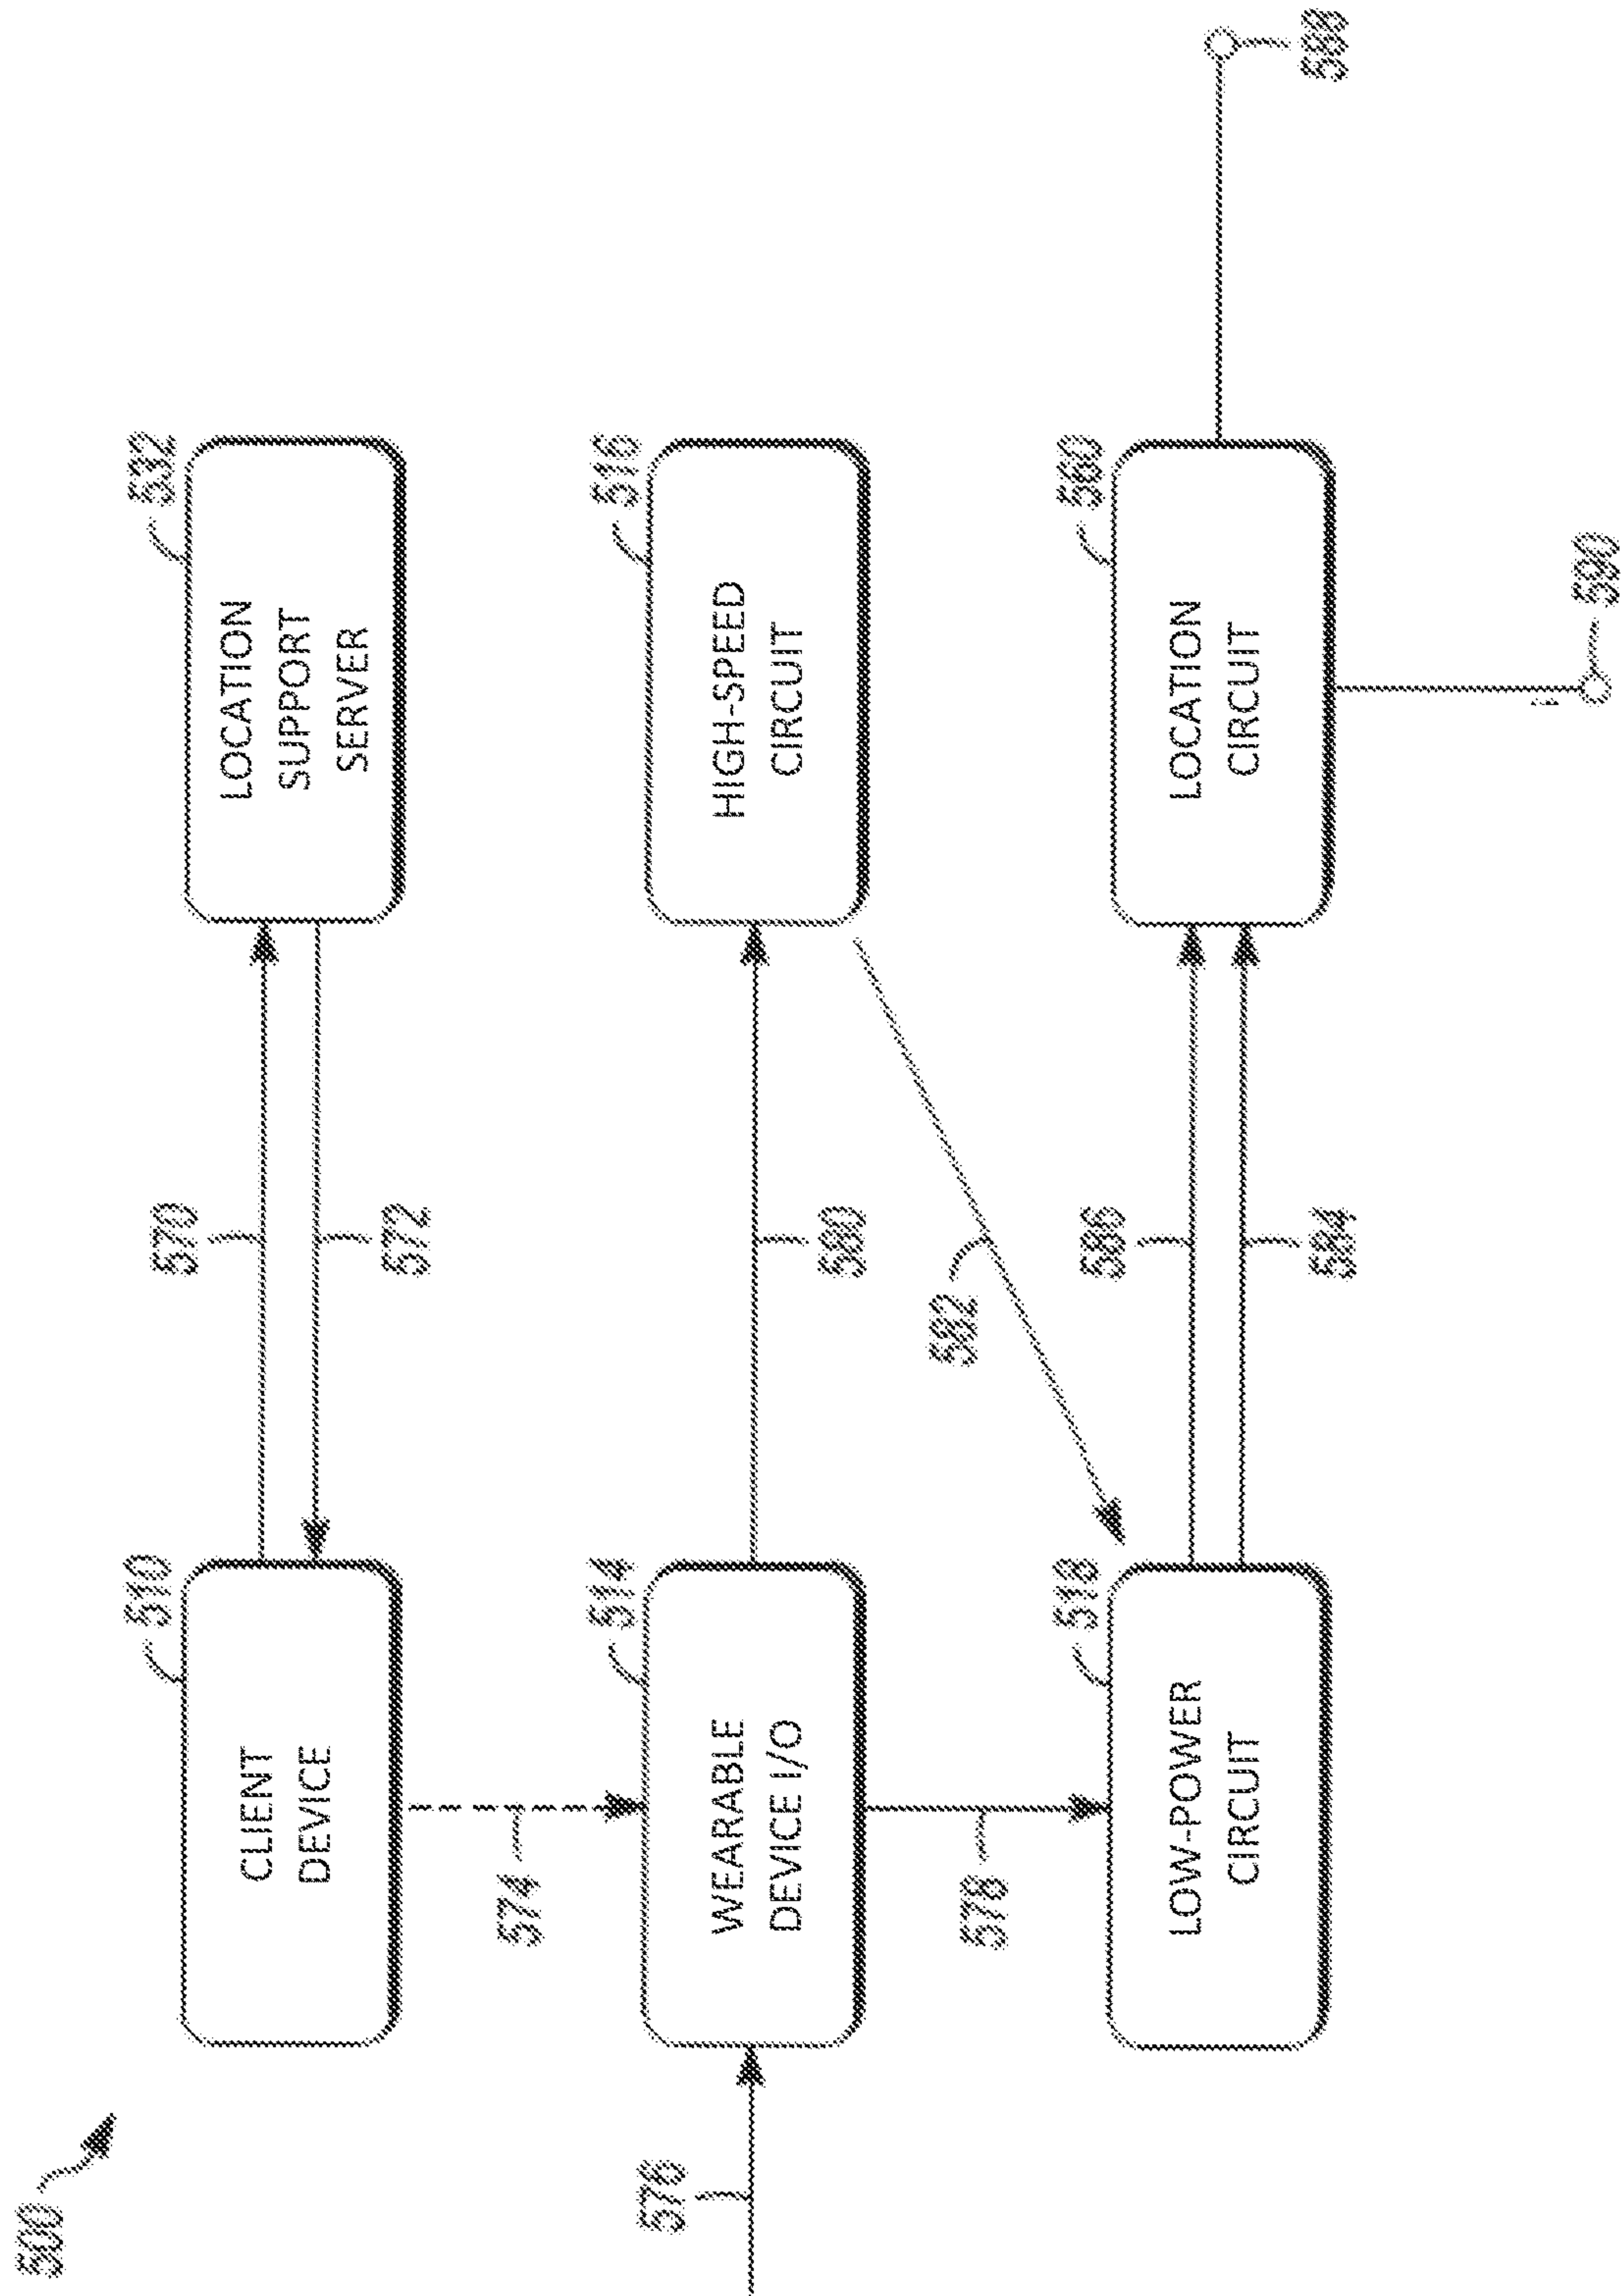 500
510
CLIENT
DEVICE
570
572
532
LOCATION
SUPPORT
SERVER
574
576
514
WEARABLE
DEVICE I/O
580
516
HIGH-SPEED
CIRCUIT
578
582
518
LOW-POWER
CIRCUIT
586
584
560
LOCATION
CIRCUIT
588
590